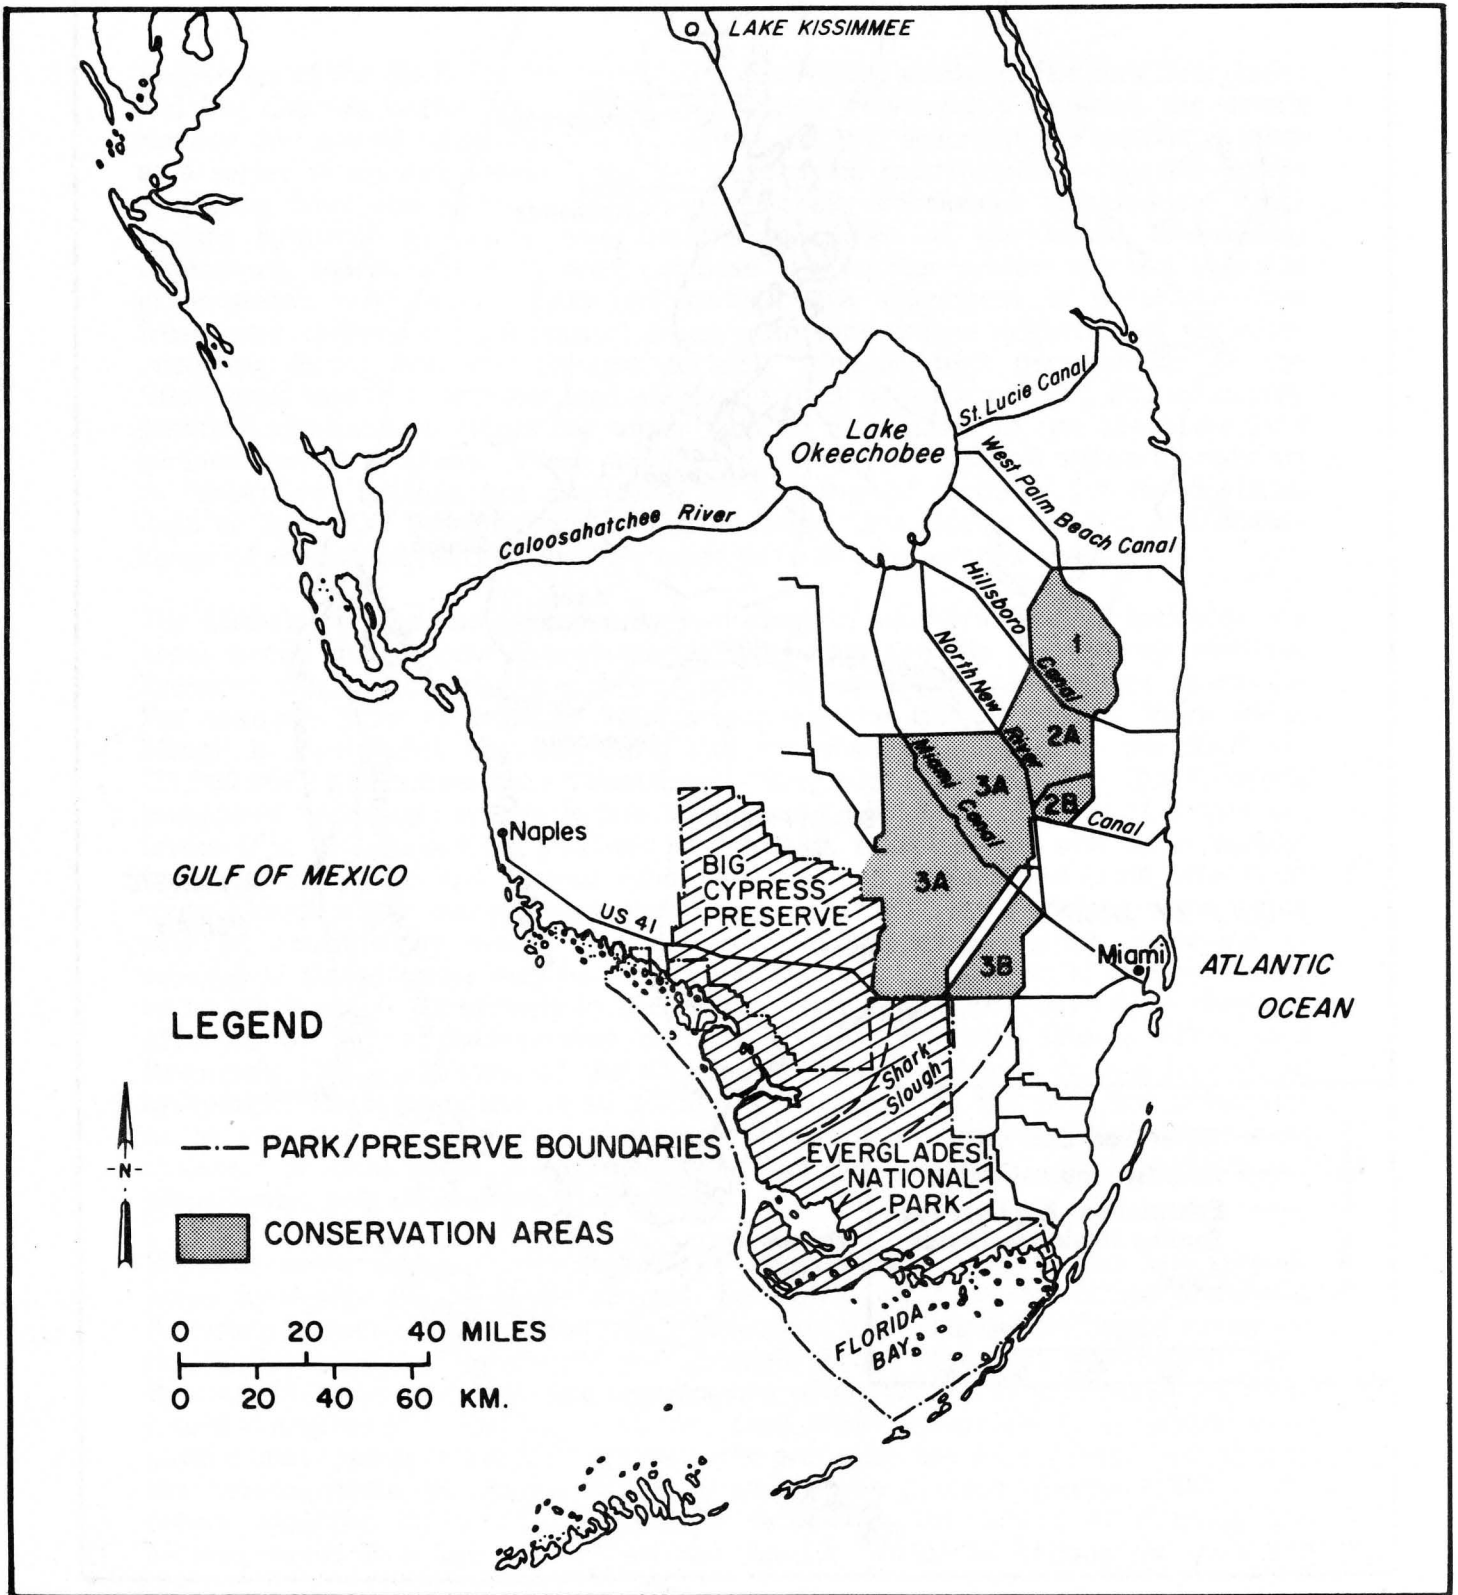 LAKE KISSIMMEE
St. Lucie Canal
Lake
Okeechobee
West Palm Beach Canal
Caloosahatchee River
Hillsboro Canal
1
North New River
2A
Miami Canal
3A
2B
Canal
Naples
BIG
CYPRESS
PRESERVE
3A
GULF OF MEXICO
US 41
3B
Miami
ATLANTIC
OCEAN
LEGEND
Shark
Slough
-N-
PARK/PRESERVE BOUNDARIES
EVERGLADES
NATIONAL
PARK
CONSERVATION AREAS
0 20 40 MILES
0 20 40 60 KM.
FLORIDA
BAY